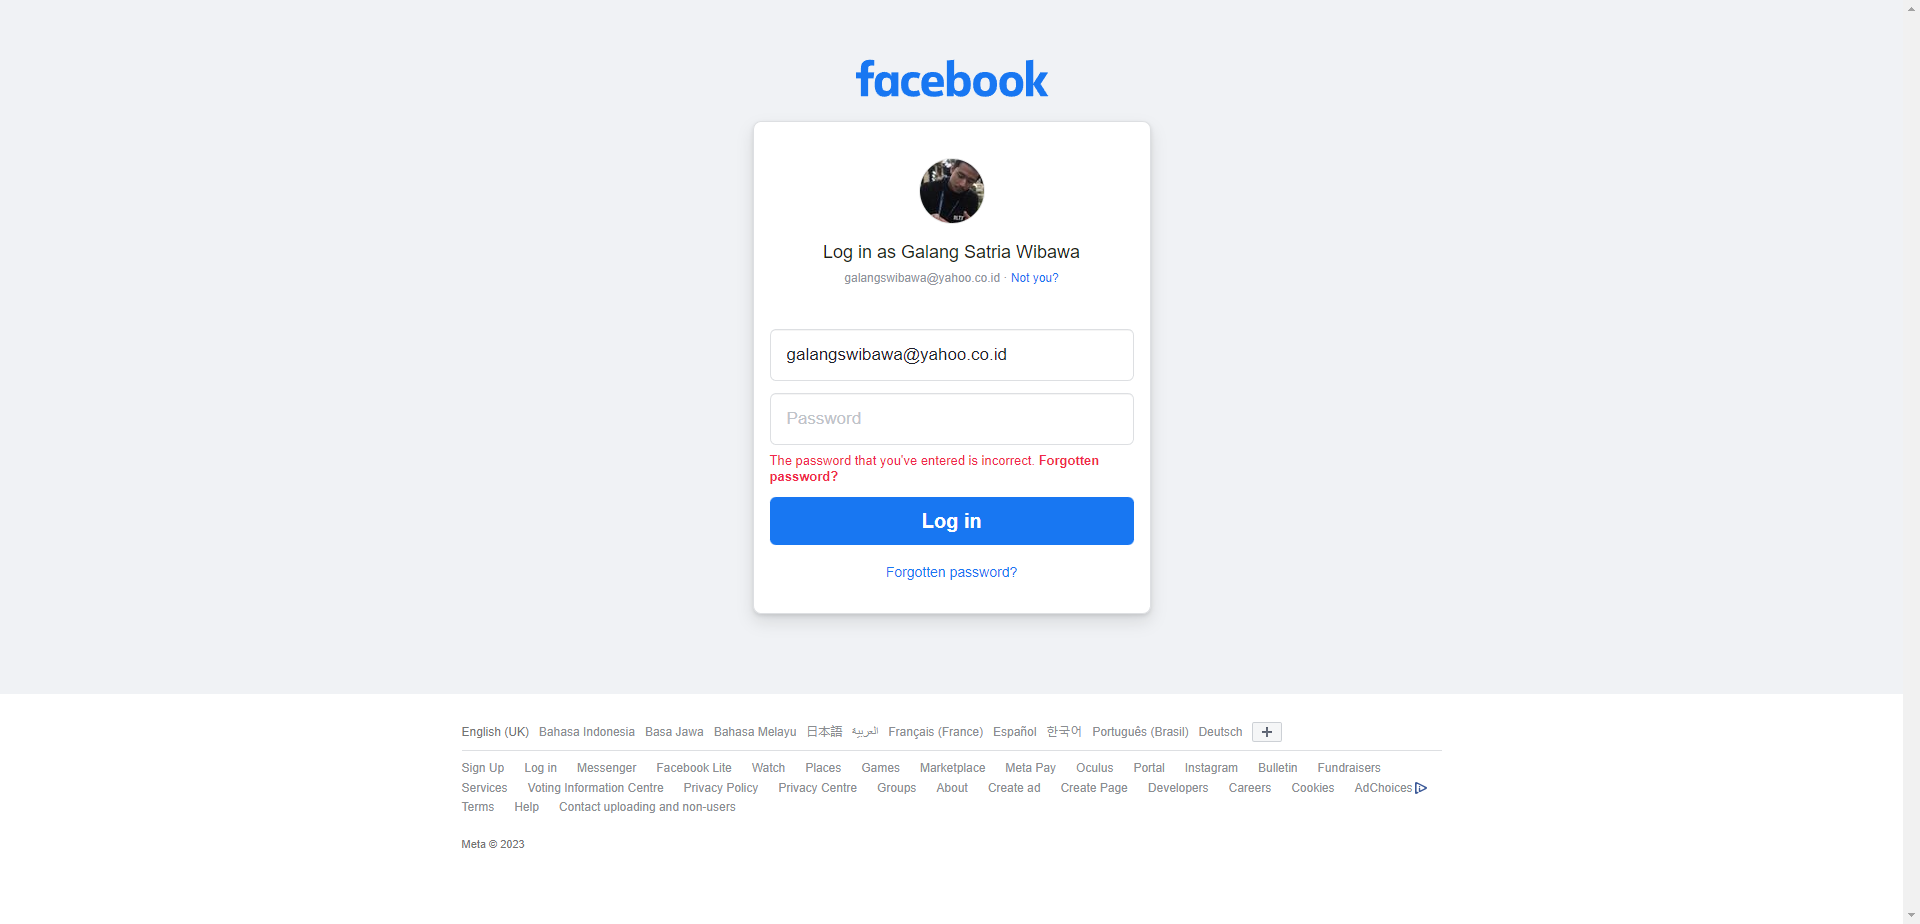 facebook
Log in as Galang Satria Wibawa
galangswibawa@yahoo.co.id · Not you?
galangswibawa@yahoo.co.id
Password
The password that you've entered is incorrect. Forgotten
password?
Log in
Forgotten password?
English (UK) Bahasa Indonesia Basa Jawa Bahasa Melayu 日本語 العربية Français (France) Español 한국어 Português (Brasil) Deutsch
Sign Up Log in Messenger Facebook Lite Watch Places Games Marketplace Meta Pay Oculus Portal Instagram Bulletin Fundraisers
Services Voting Information Centre Privacy Policy Privacy Centre Groups About Create ad Create Page Developers Careers Cookies AdChoices
Terms Help Contact uploading and non-users
Meta © 2023